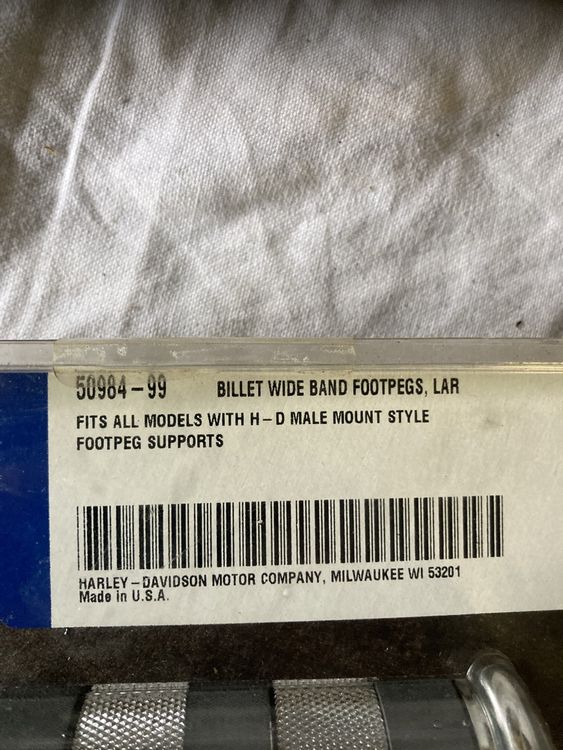 50984-99 BILLET WIDE BAND FOOTPEGS, LAR
FITS ALL MODELS WITH H-D MALE MOUNT STYLE
FOOTPEG SUPPORTS
HARLEY-DAVIDSON MOTOR COMPANY, MILWAUKEE WI 53201
Made in U.S.A.